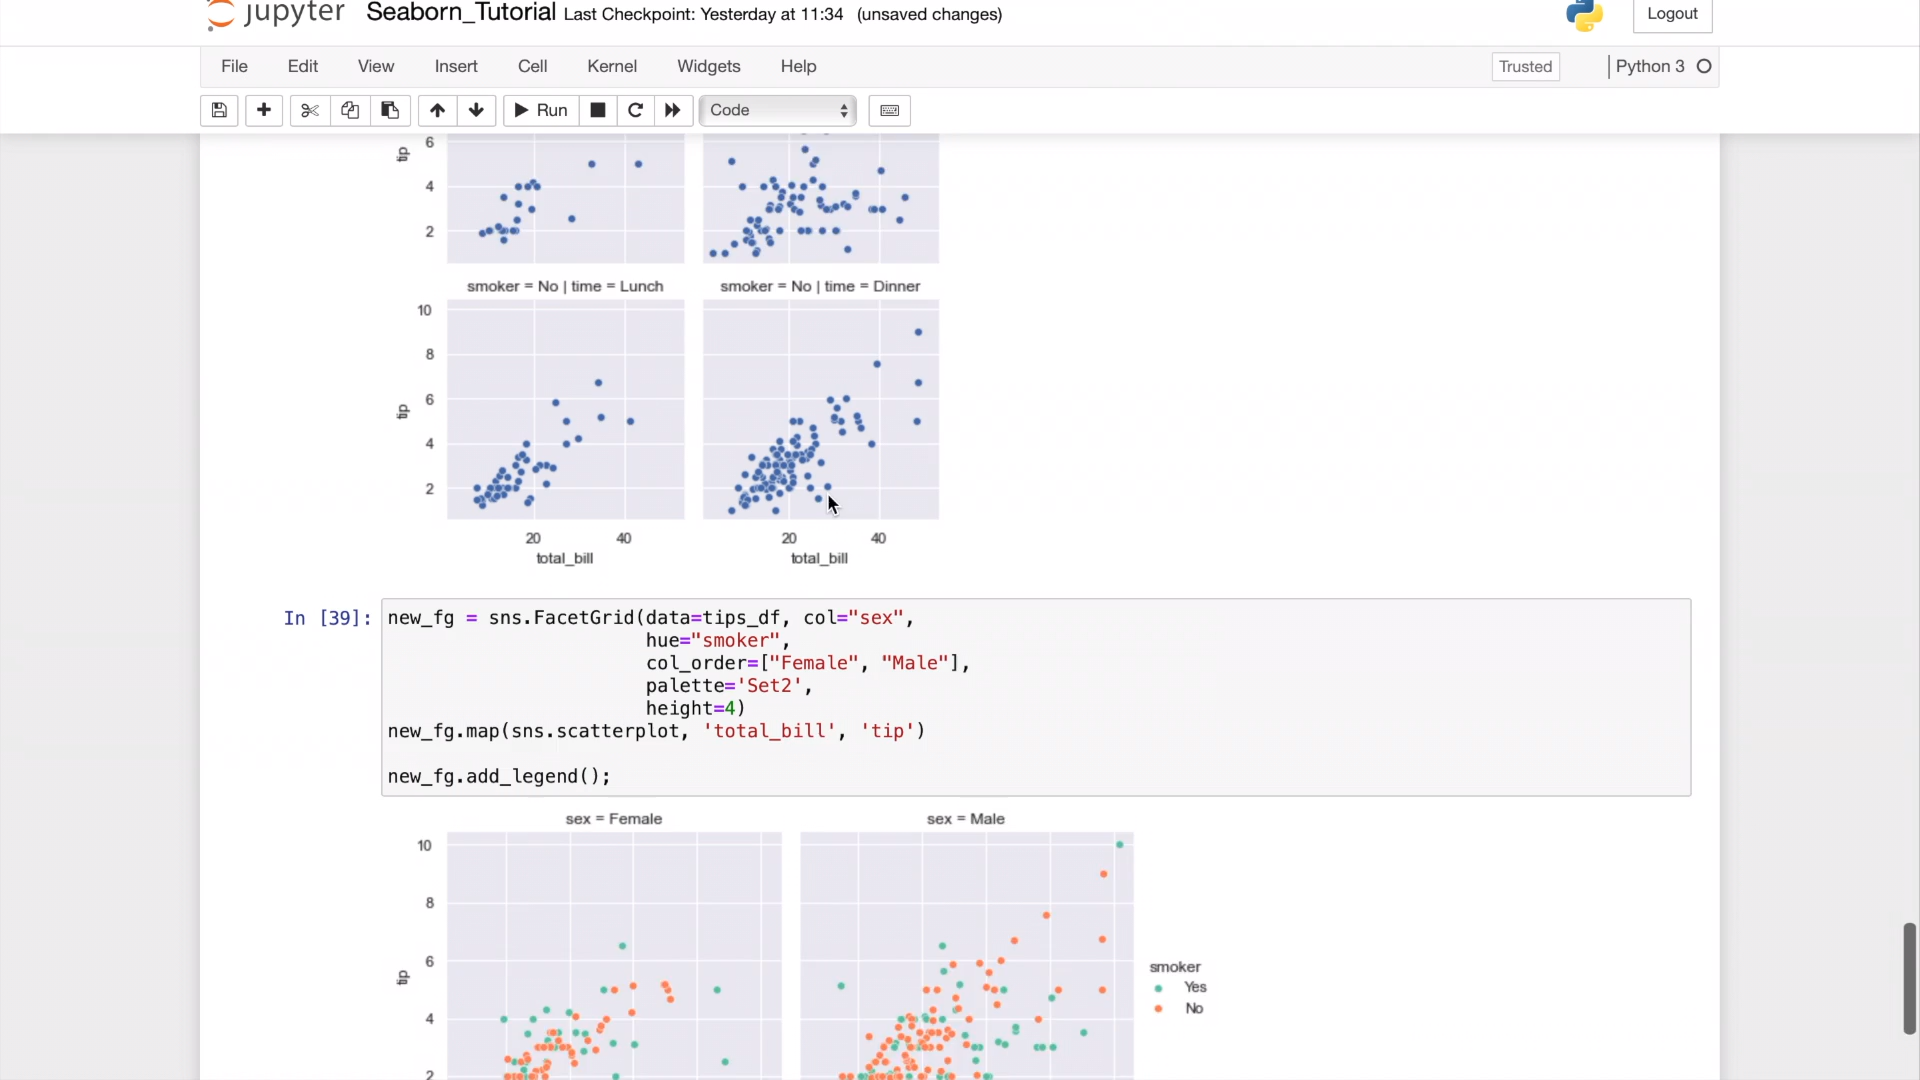 jupyter Seaborn_Tutorial Last Checkpoint: Yesterday at 11:34 (unsaved changes) Logout
File Edit View Insert Cell Kernel Widgets Help Trusted Python 3
Run Code
tip
6
4
2
smoker = No | time = Lunch smoker = No | time = Dinner
tip
10
8
6
4
2
20 40 20 40
total_bill total_bill
In [39]: new_fg = sns.FacetGrid(data=tips_df, col="sex",
hue="smoker",
col_order=["Female", "Male"],
palette='Set2',
height=4)
new_fg.map(sns.scatterplot, 'total_bill', 'tip')
new_fg.add_legend();
sex = Female sex = Male
tip
10
8
6
4
2
smoker
Yes
No